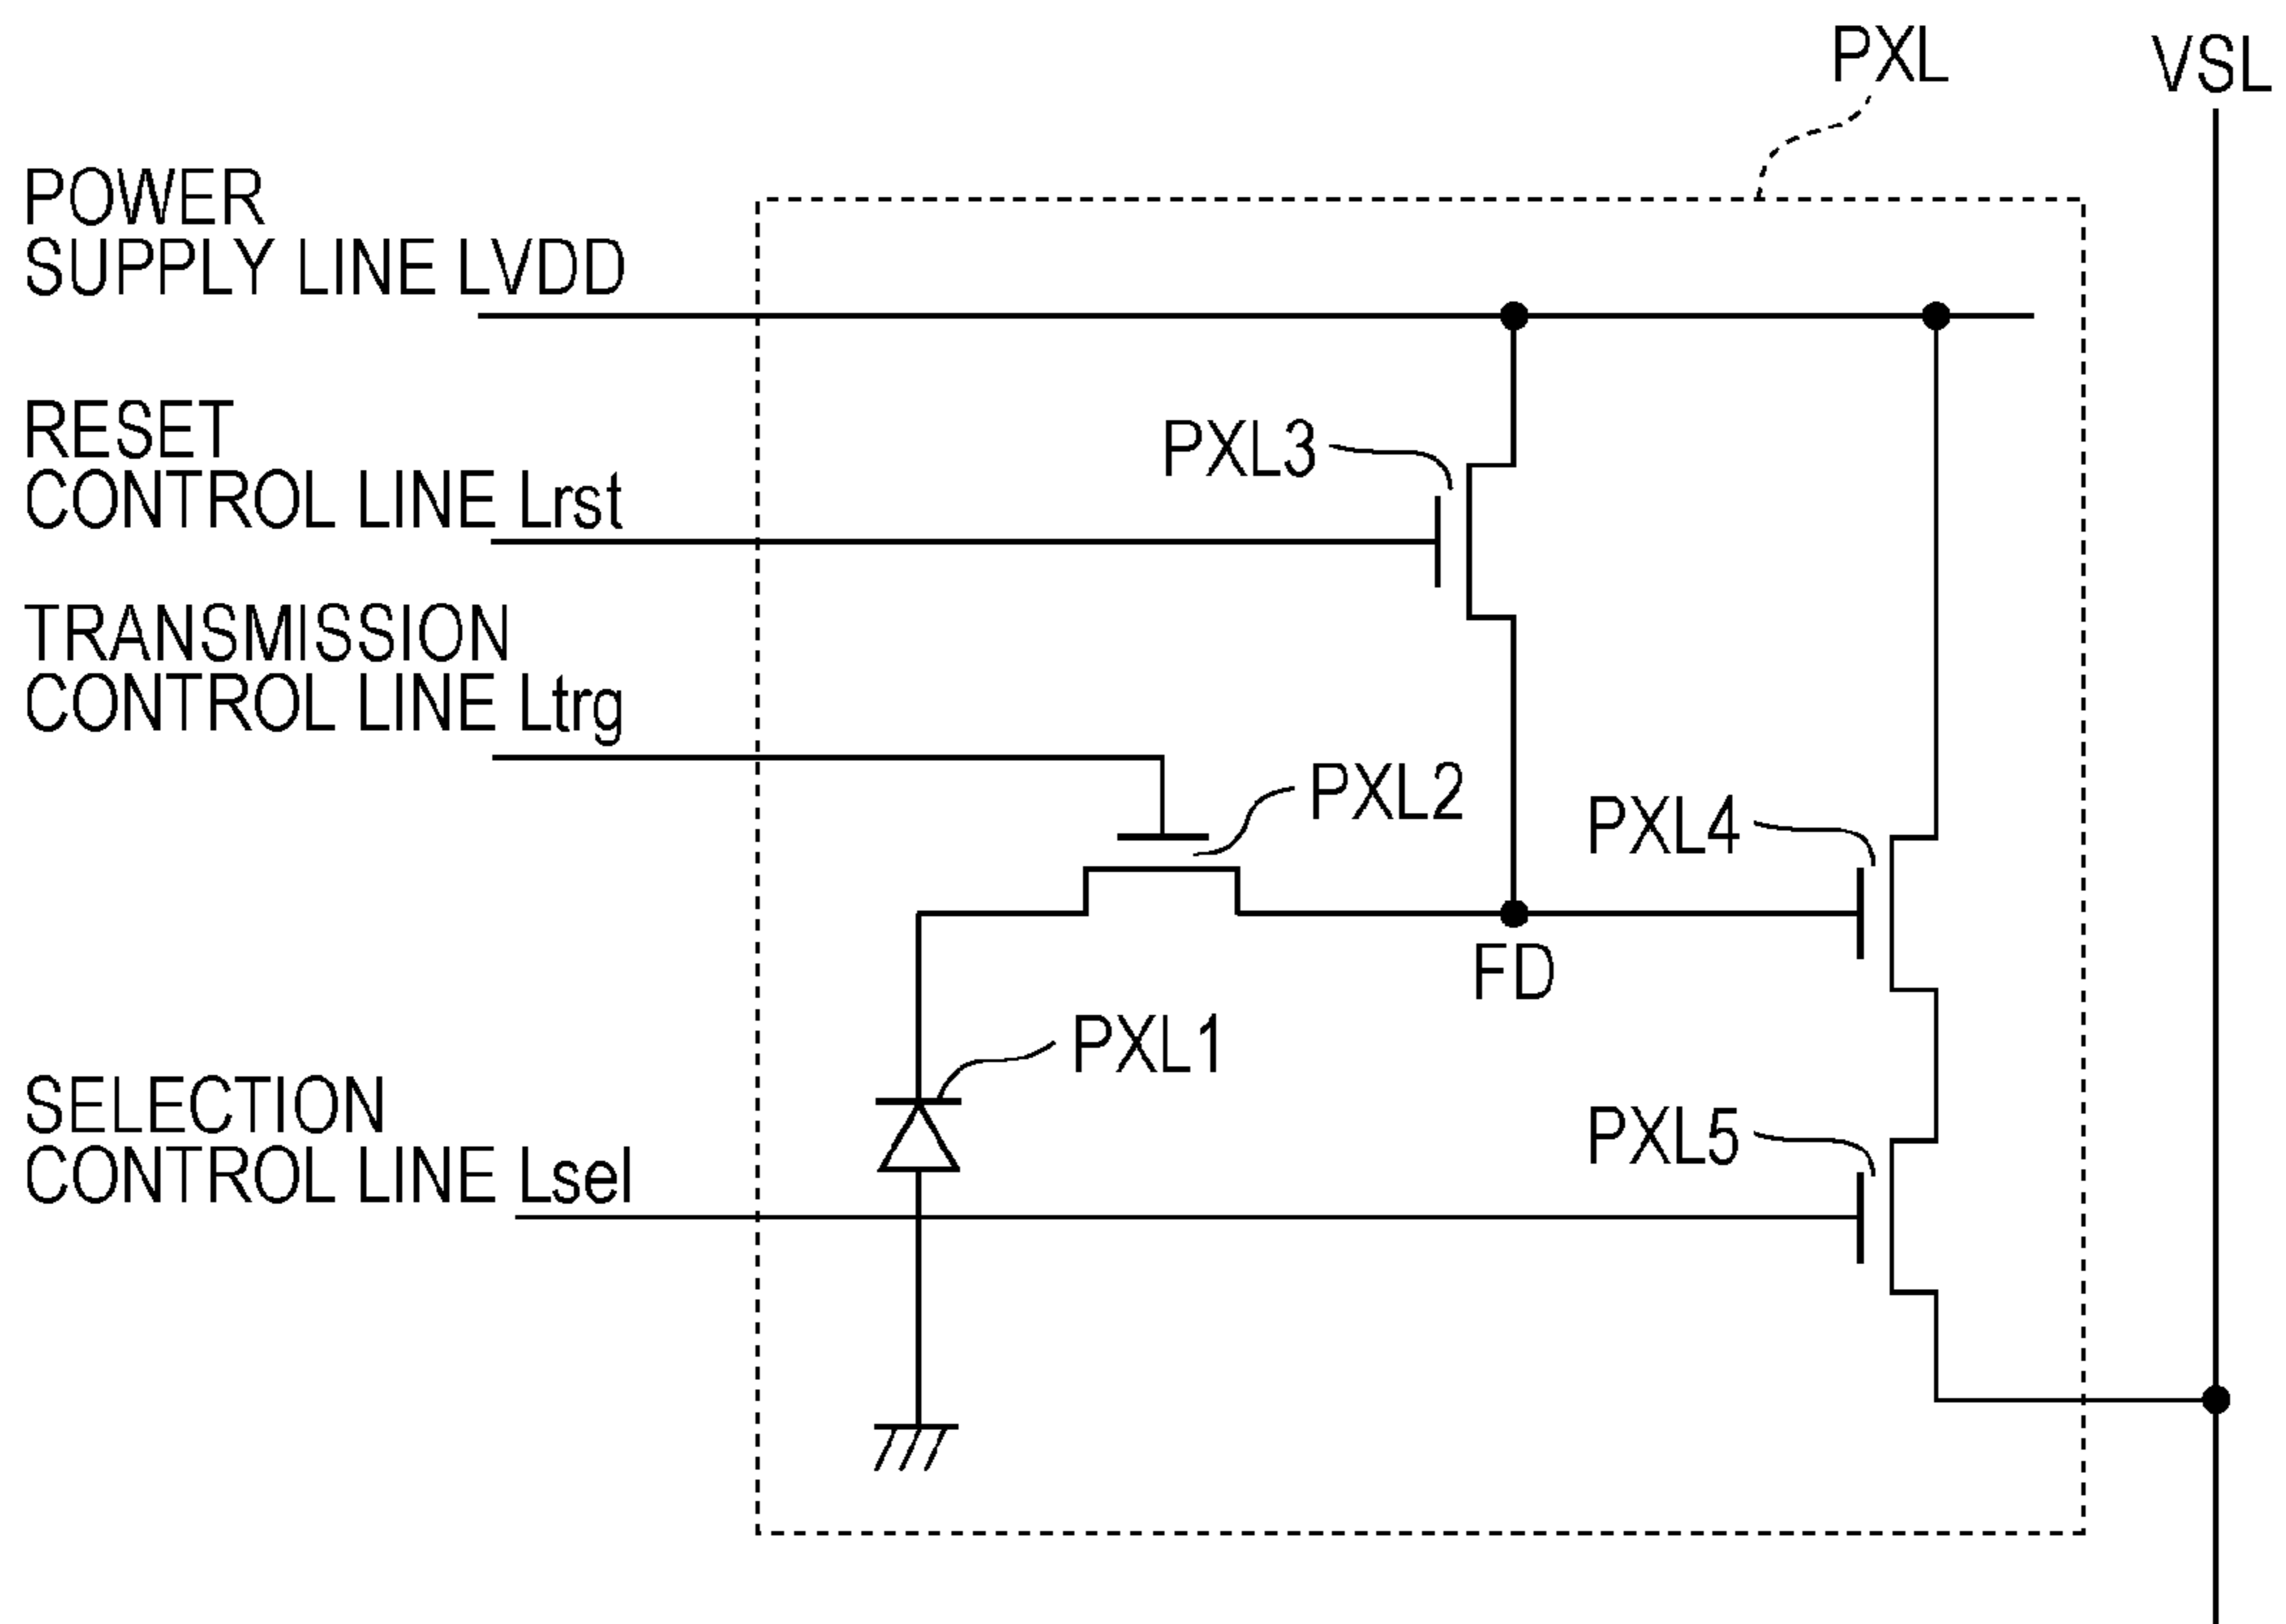 PXL
VSL
POWER
SUPPLY LINE LVDD
RESET
CONTROL LINE Lrst
PXL3
TRANSMISSION
CONTROL LINE Ltrg
PXL2
PXL4
FD
PXL1
SELECTION
CONTROL LINE Lsel
PXL5